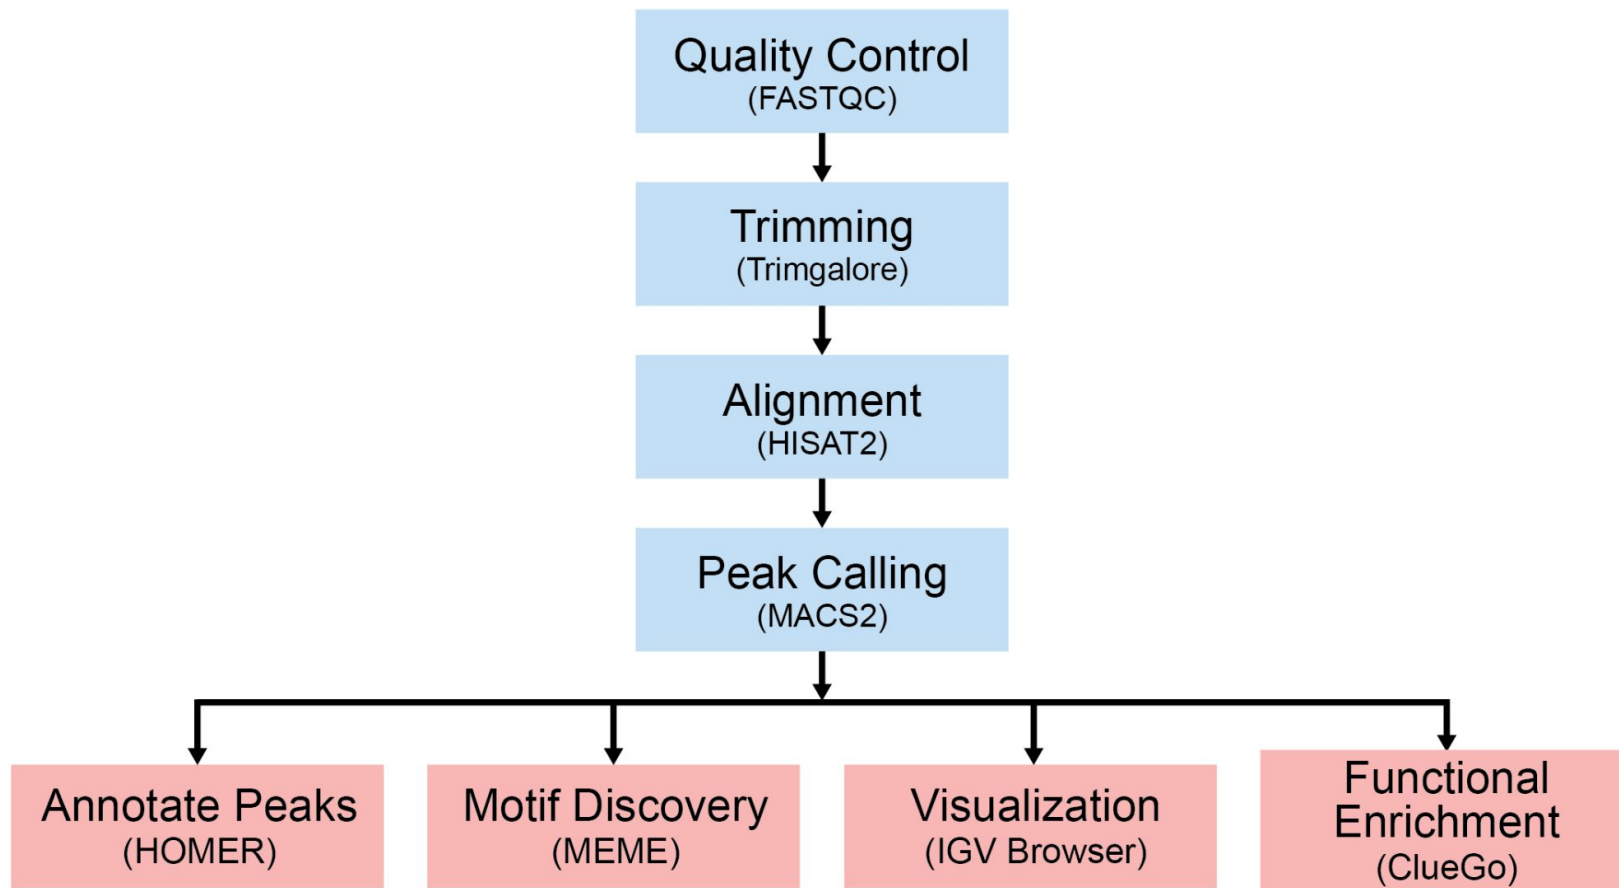 Quality Control
(FASTQC)
Trimming
(Trimgalore)
Alignment
(HISAT2)
Peak Calling
(MACS2)
Annotate Peaks
(HOMER)
Motif Discovery
(MEME)
Visualization
(IGV Browser)
Functional
Enrichment
(ClueGo)